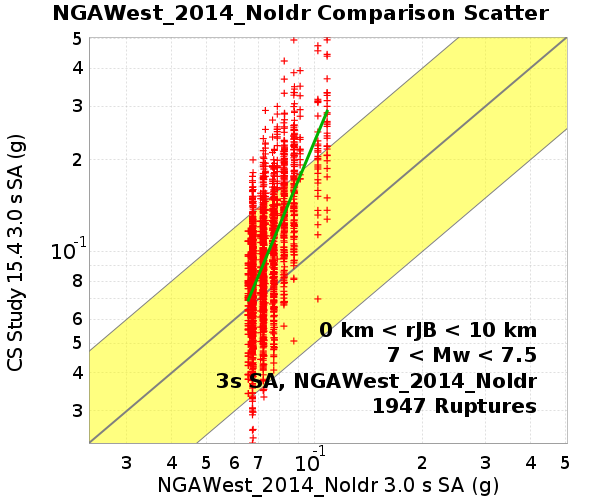 NGAWest_2014_NoIdr Comparison Scatter
CS Study 15.4 3.0 s SA (g)
5
4
3
2
10-1
8
6
5
4
3
0 km < rJB < 10 km
7 < Mw < 7.5
3s SA, NGAWest_2014_NoIdr
1947 Ruptures
3 4 5 6 7 10-1 2 3 4 5
NGAWest_2014_NoIdr 3.0 s SA (g)